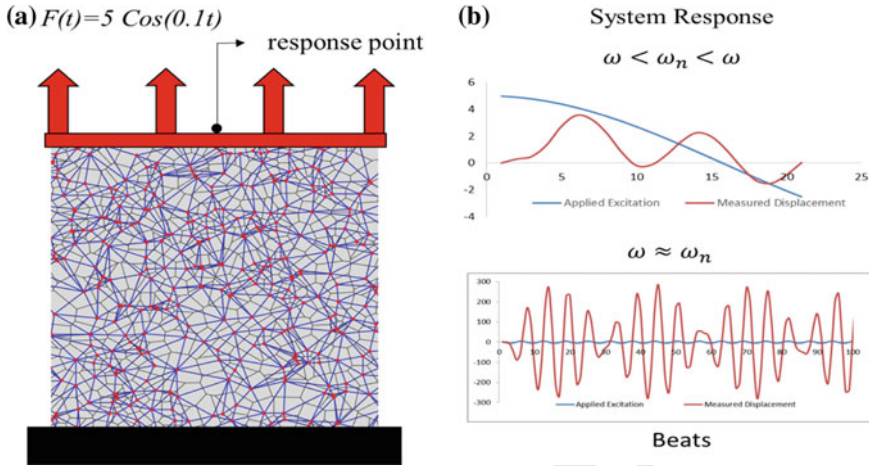 (a) F(t)=5 Cos(0.1t)
response point
(b) System Response
ω < ωₙ < ω
6
4
2
0
-2
-4
0 5 10 15 20 25
Applied Excitation Measured Displacement
ω ≈ ωₙ
300
200
100
0
-100
-200
-300
0 10 20 30 40 50 60 70 80 90 100
Applied Excitation Measured Displacement
Beats